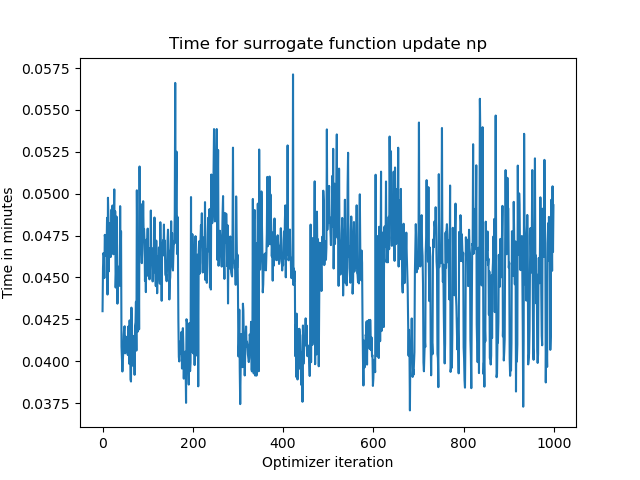 Time for surrogate function update np
Time in minutes
0.0575
0.0550
0.0525
0.0500
0.0475
0.0450
0.0425
0.0400
0.0375
0 200 400 600 800 1000
Optimizer iteration